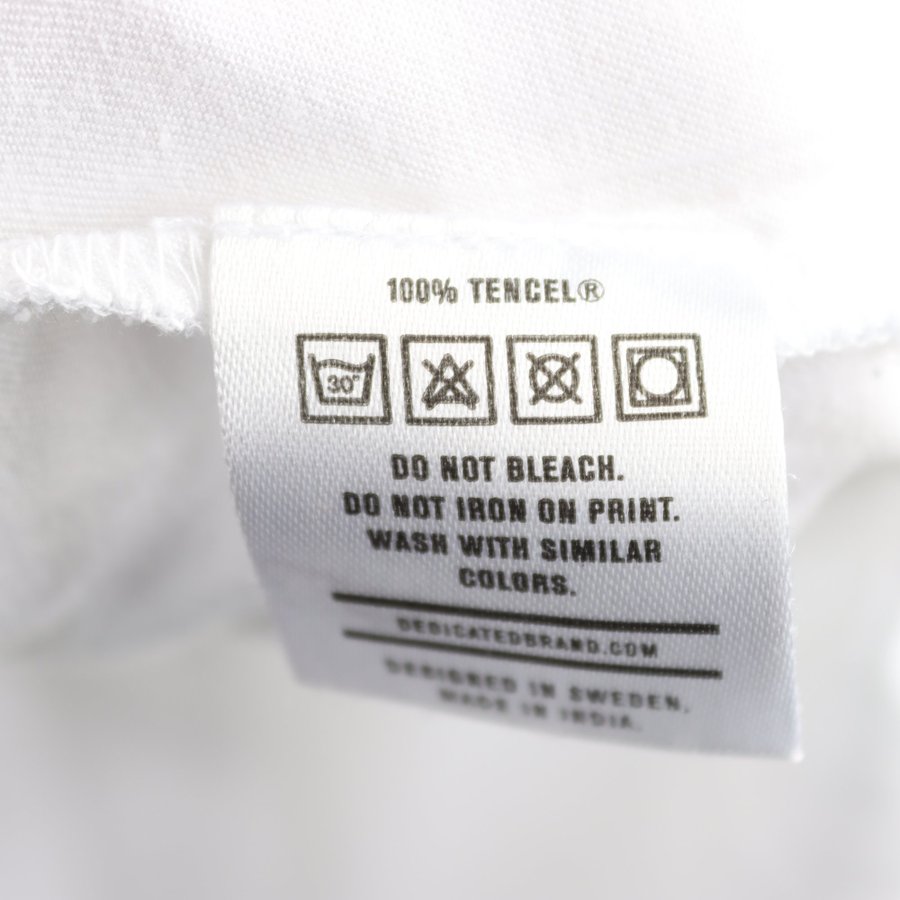 100% TENCEL®
30°
DO NOT BLEACH.
DO NOT IRON ON PRINT.
WASH WITH SIMILAR
COLORS.
DEDICATEDBRAND.COM
DESIGNED IN SWEDEN.
MADE IN INDIA.